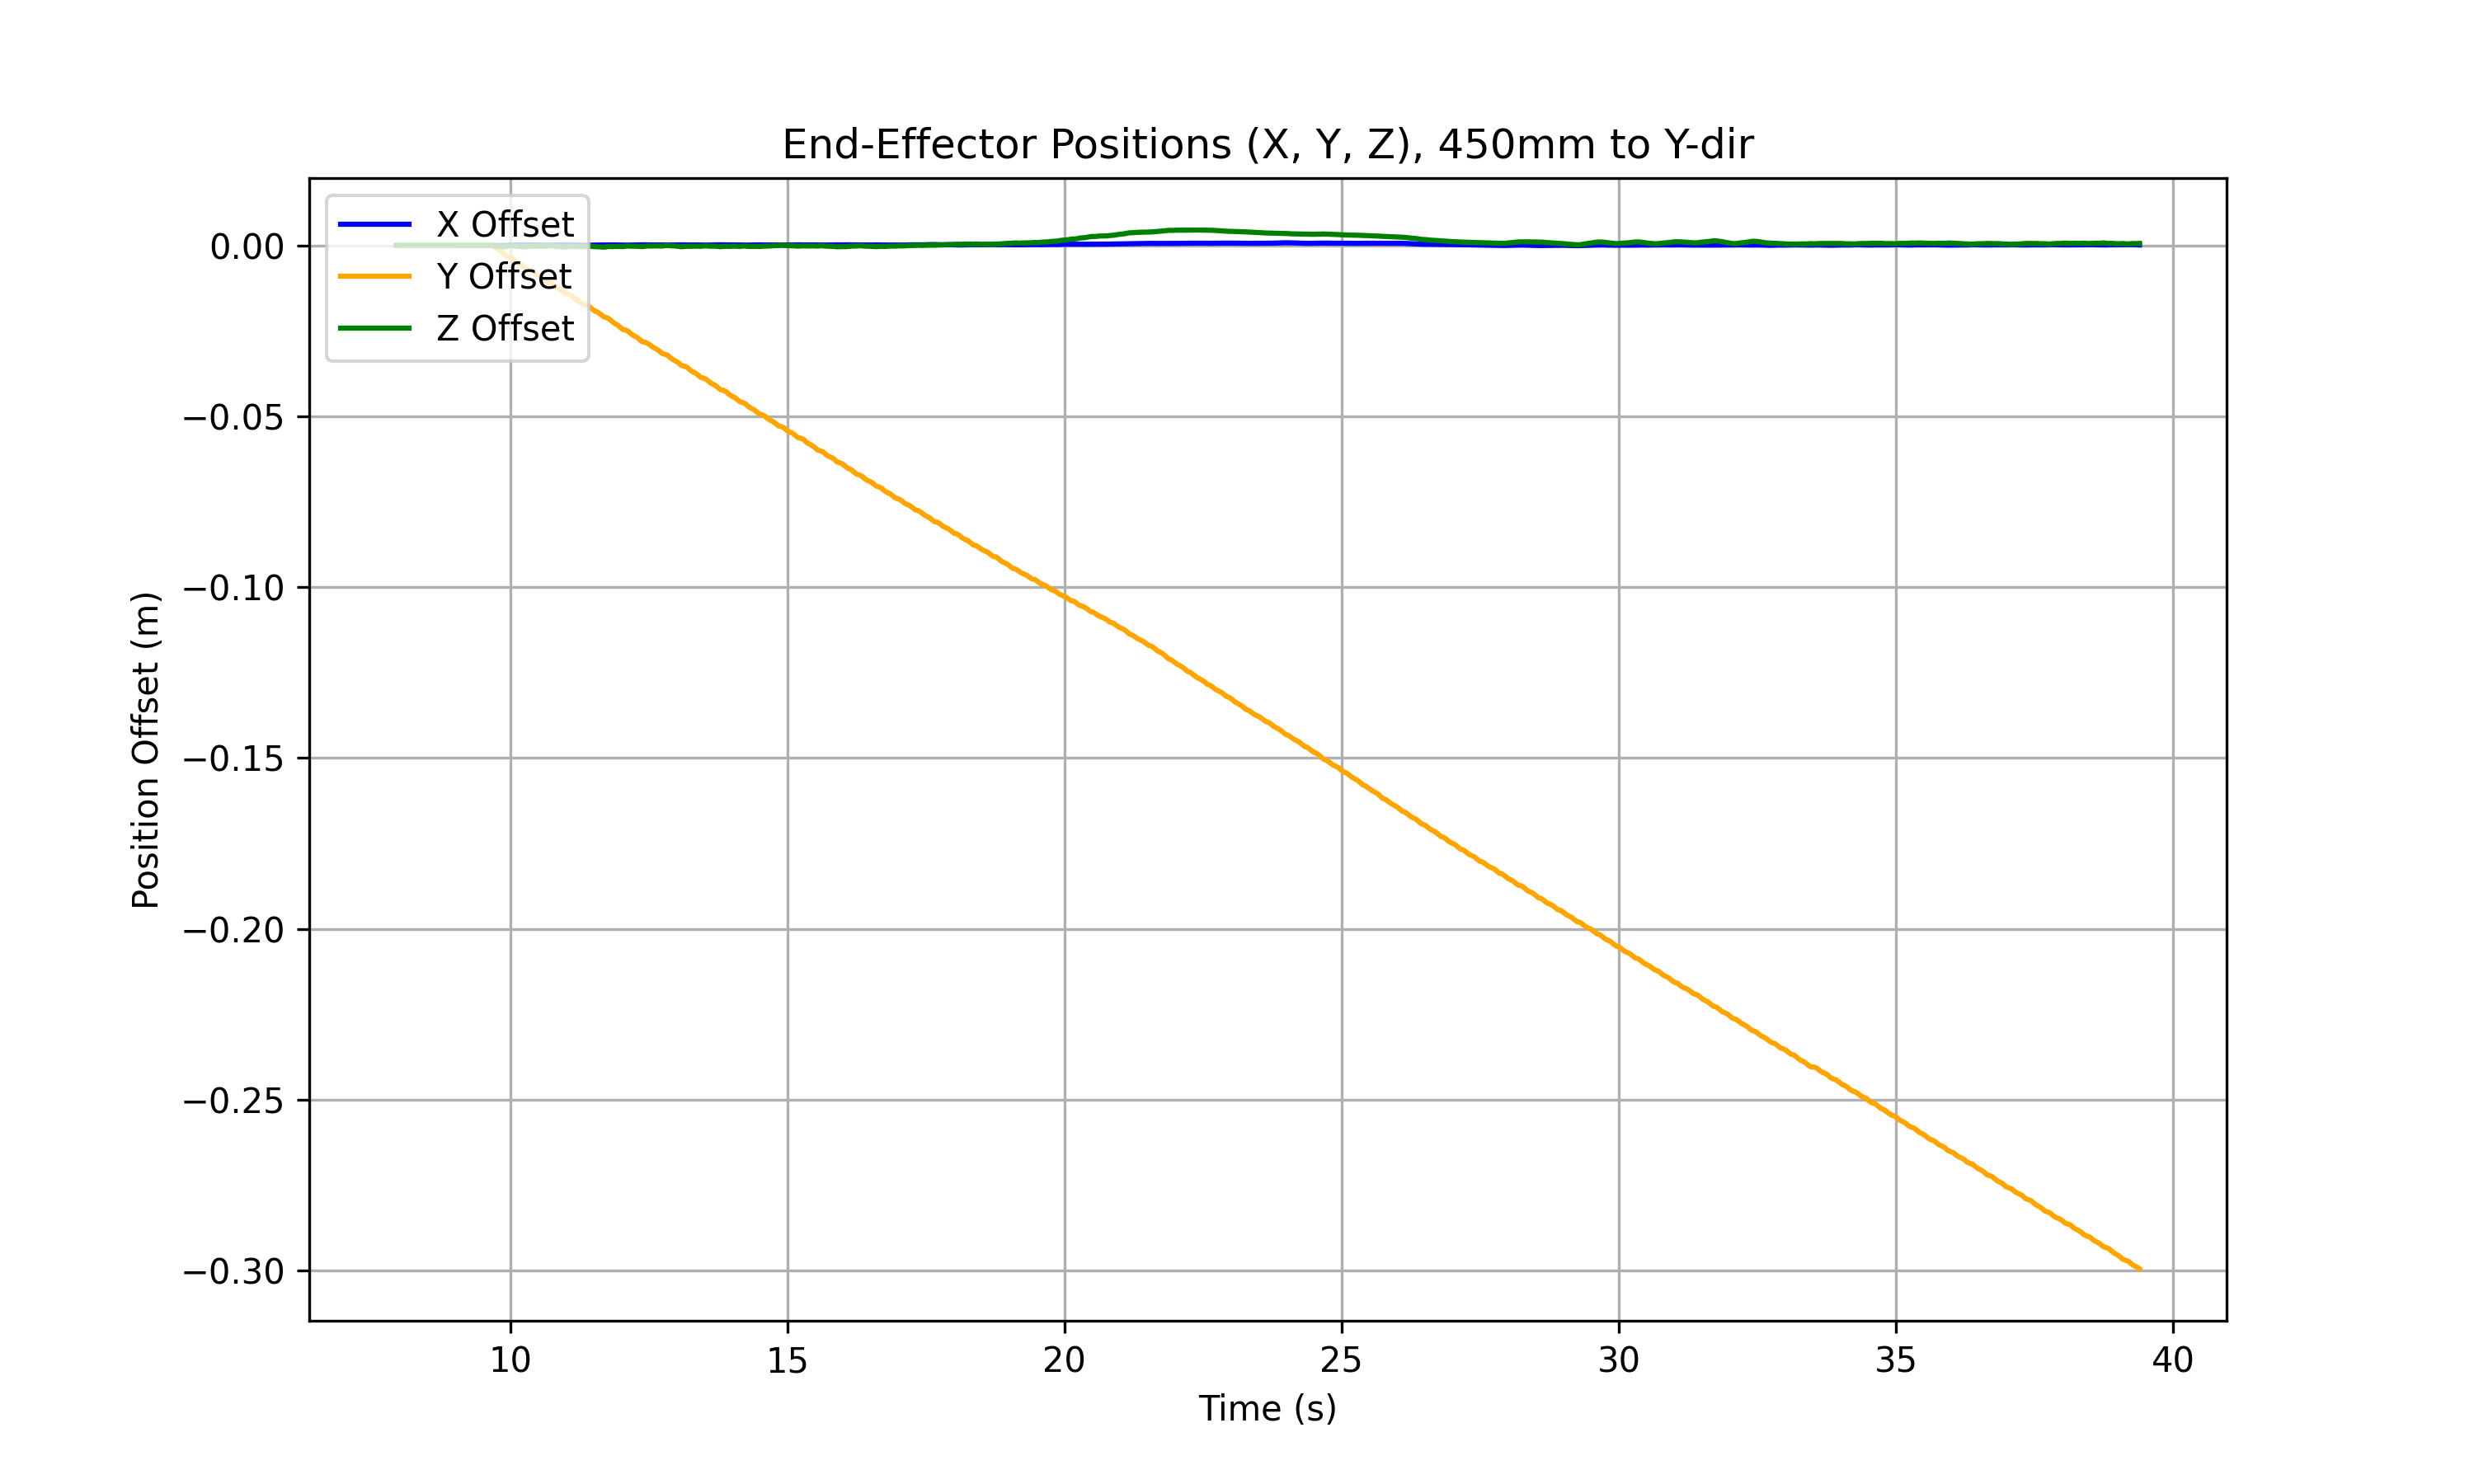 End-Effector Positions (X, Y, Z), 450mm to Y-dir
X Offset
Y Offset
Z Offset
0.00
−0.05
−0.10
−0.15
−0.20
−0.25
−0.30
Position Offset (m)
10 15 20 25 30 35 40
Time (s)